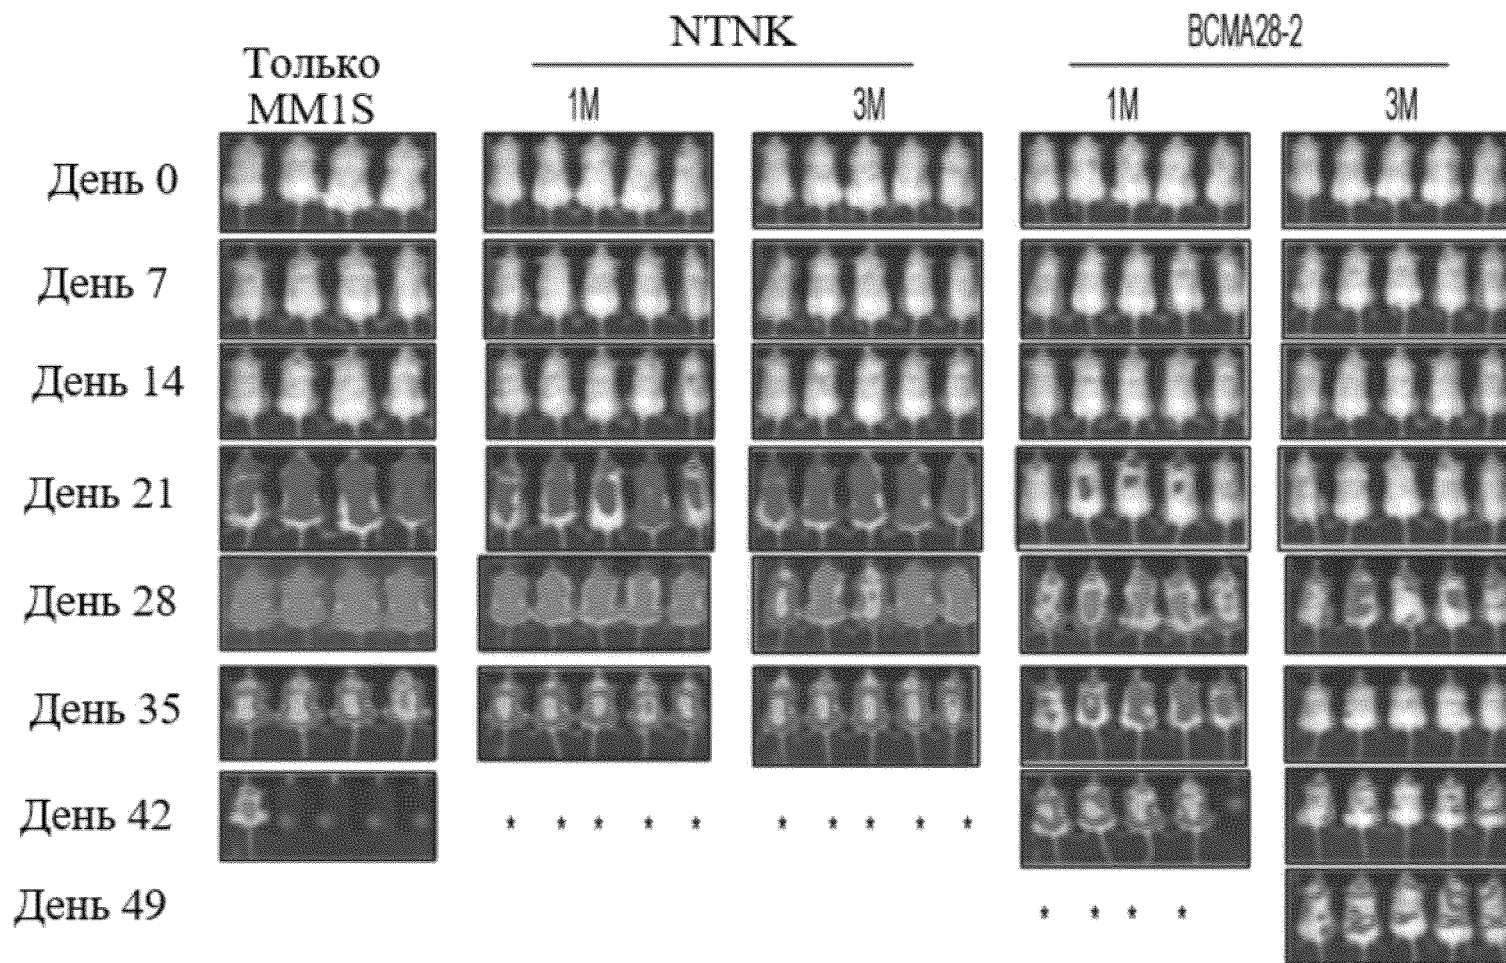 NTNK
BCMA28-2
Только
MM1S
1M
3M
1M
3M
День 0
День 7
День 14
День 21
День 28
День 35
День 42
* * * * *
* * * * *
День 49
* * * *